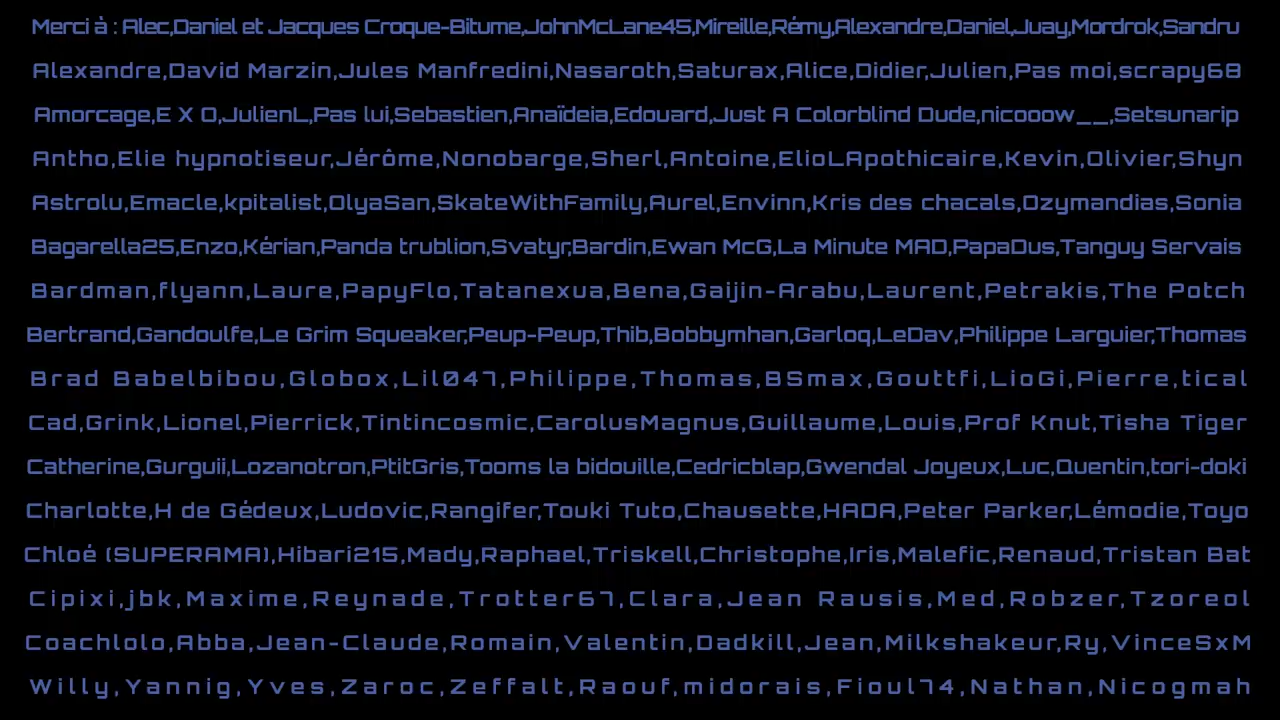 Merci à : Alec,Daniel et Jacques Croque-Bitume,JohnMcLane45,Mireille,Rémy,Alexandre,Daniel,Juay,Mordrok,Sandru
Alexandre,David Marzin,Jules Manfredini,Nasaroth,Saturax,Alice,Didier,Julien,Pas moi,scrapy68
Amorcage,E X O,JulienL,Pas lui,Sebastien,Anaïdeia,Edouard,Just A Colorblind Dude,nicooow__,Setsunarip
Antho,Elie hypnotiseur,Jérôme,Nonobarge,Sherl,Antoine,ElioLApothicaire,Kevin,Olivier,Shyn
Astrolu,Emacle,kpitalist,OlyaSan,SkateWithFamily,Aurel,Envinn,Kris des chacals,Ozymandias,Sonia
Bagarella25,Enzo,Kérian,Panda trublion,Svatyr,Bardin,Ewan McG,La Minute MAD,PapaDus,Tanguy Servais
Bardman,flyann,Laure,PapyFlo,Tatanexua,Bena,Gaijin-Arabu,Laurent,Petrakis,The Potch
Bertrand,Gandoulfe,Le Grim Squeaker,Peup-Peup,Thib,Bobbymhan,Garloq,LeDav,Philippe Larguier,Thomas
Brad Babelbibou,Globox,Lil047,Philippe,Thomas,BSmax,Gouttfi,LioGi,Pierre,tical
Cad,Grink,Lionel,Pierrick,Tintincosmic,CarolusMagnus,Guillaume,Louis,Prof Knut,Tisha Tiger
Catherine,Gurguii,Lozanotron,PtitGris,Tooms la bidouille,Cedricblap,Gwendal Joyeux,Luc,Quentin,tori-doki
Charlotte,H de Gédeux,Ludovic,Rangifer,Touki Tuto,Chausette,HADA,Peter Parker,Lémodie,Toyo
Chloé (SUPERAMA),Hibari215,Mady,Raphael,Triskell,Christophe,Iris,Malefic,Renaud,Tristan Bat
Cipixi,jbk,Maxime,Reynade,Trotter67,Clara,Jean Rausis,Med,Robzer,Tzoreol
Coachlolo,Abba,Jean-Claude,Romain,Valentin,Dadkill,Jean,Milkshakeur,Ry,VinceSxM
Willy,Yannig,Yves,Zaroc,Zeffalt,Raouf,midorais,Fioul74,Nathan,Nicogmah